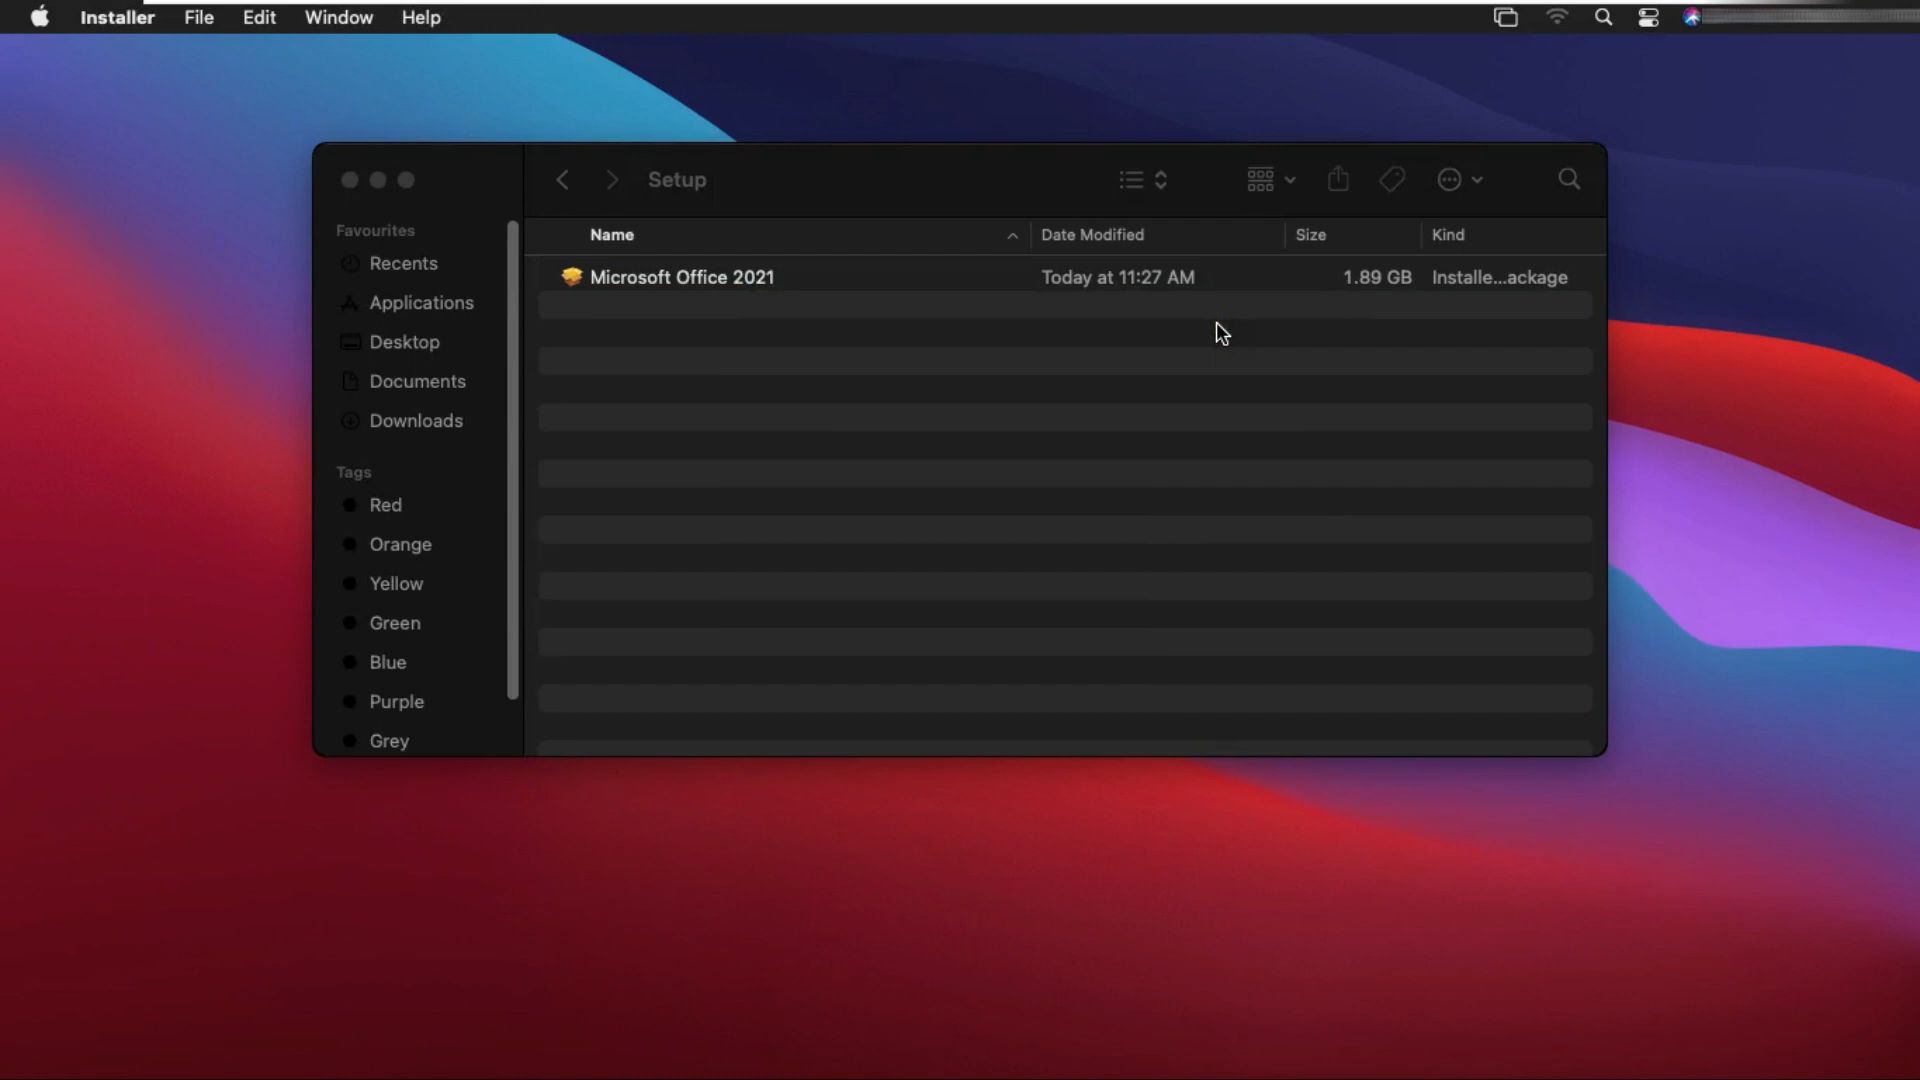 Installer File Edit Window Help
Setup
Favourites
Recents
Applications
Desktop
Documents
Downloads
Tags
Red
Orange
Yellow
Green
Blue
Purple
Grey
Name Date Modified Size Kind
Microsoft Office 2021 Today at 11:27 AM 1.89 GB Installe...ackage